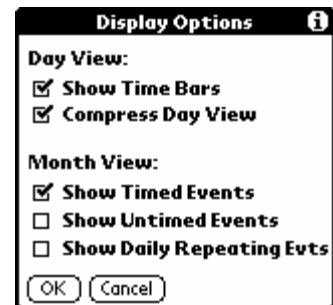 Display Options i
Day View:
Show Time Bars
Compress Day View
Month View:
Show Timed Events
Show Untimed Events
Show Daily Repeating Evts
OK Cancel